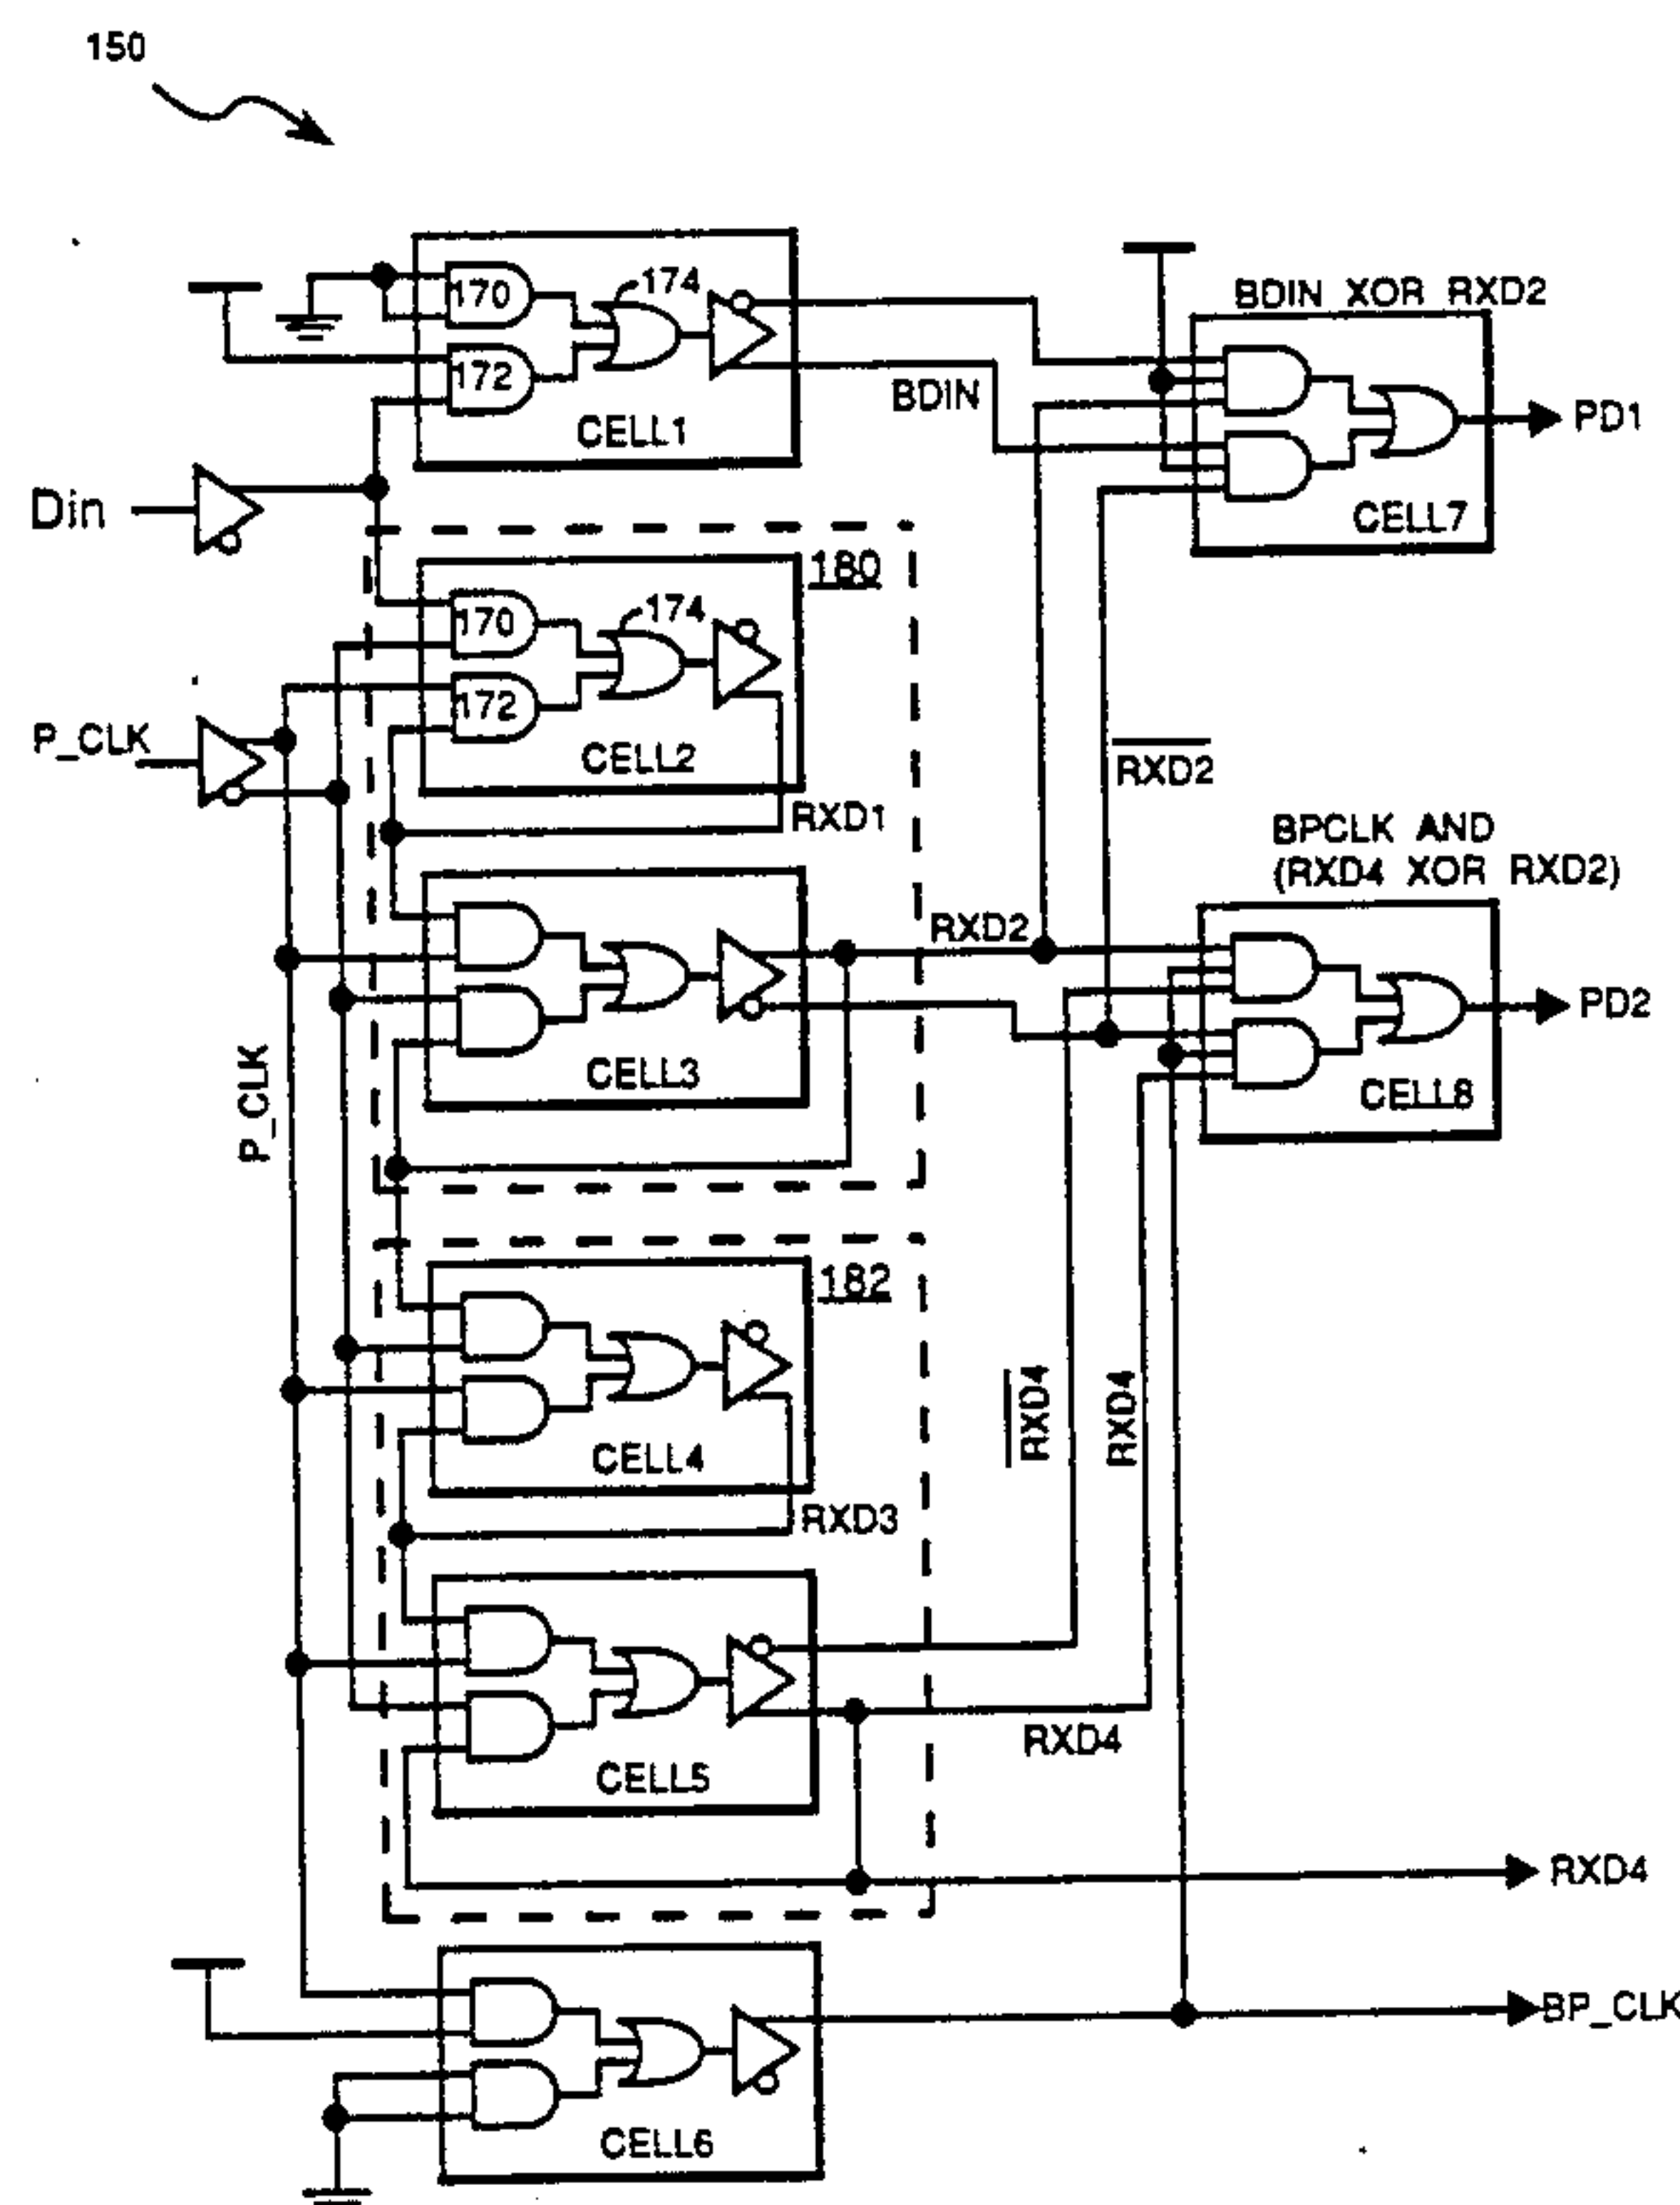 150
170
174
172
BDIN
CELL1
BDIN XOR RXD2
PD1
CELL7
Din
180
170
174
172
CELL2
P_CLK
RXD1
RXD2
BPCLK AND
(RXD4 XOR RXD2)
RXD2
PD2
CELL8
CELL3
P_CLK
182
CELL4
RXD3
RXD4
RXD4
CELL5
RXD4
RXD4
BP_CLK
CELL6